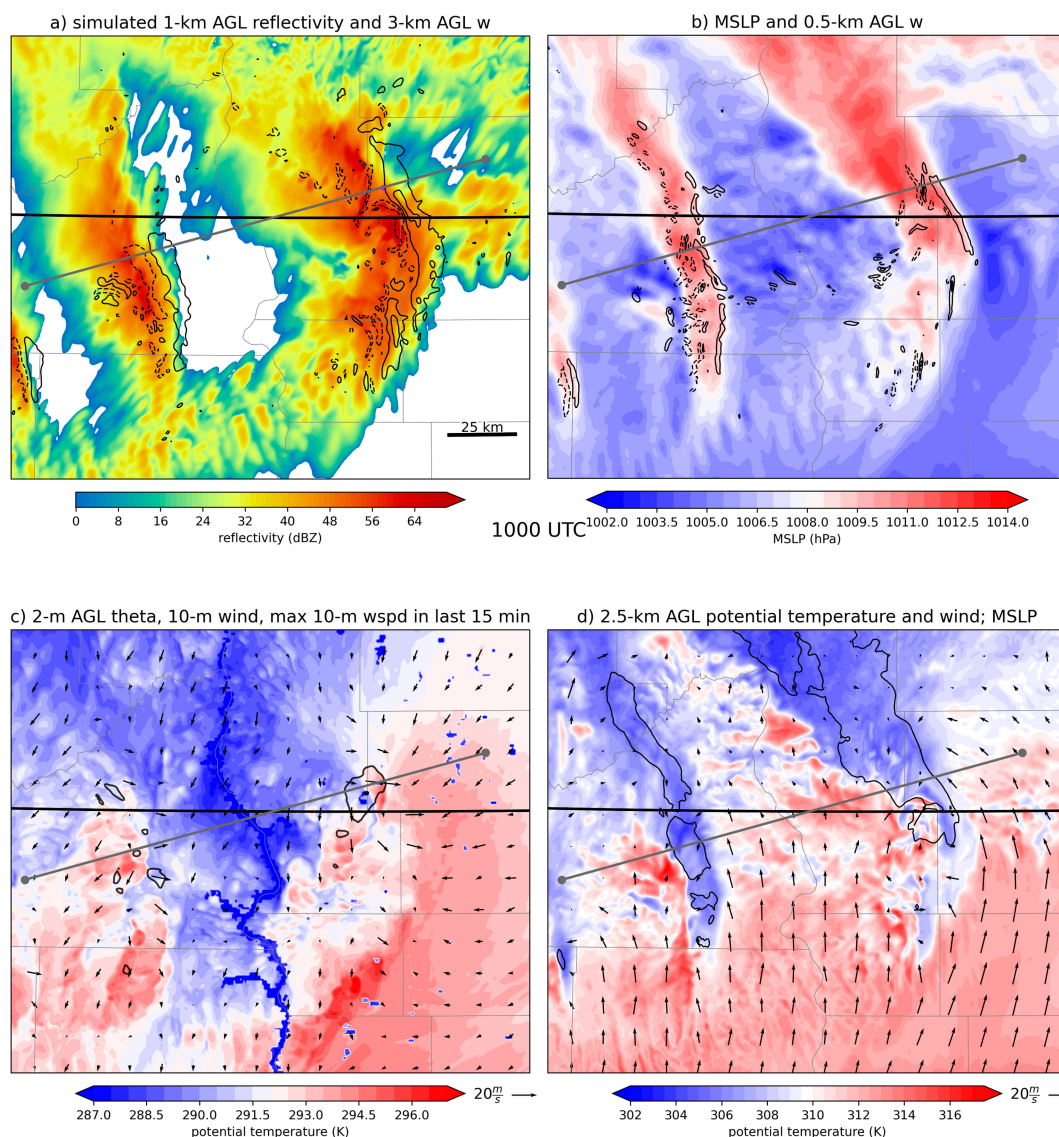 a) simulated 1-km AGL reflectivity and 3-km AGL w
b) MSLP and 0.5-km AGL w
25 km
0 8 16 24 32 40 48 56 64
reflectivity (dBZ)
1002.0 1003.5 1005.0 1006.5 1008.0 1009.5 1011.0 1012.5 1014.0
MSLP (hPa)
1000 UTC
c) 2-m AGL theta, 10-m wind, max 10-m wspd in last 15 min
d) 2.5-km AGL potential temperature and wind; MSLP
287.0 288.5 290.0 291.5 293.0 294.5 296.0
potential temperature (K)
20 m/s
302 304 306 308 310 312 314 316
potential temperature (K)
20 m/s